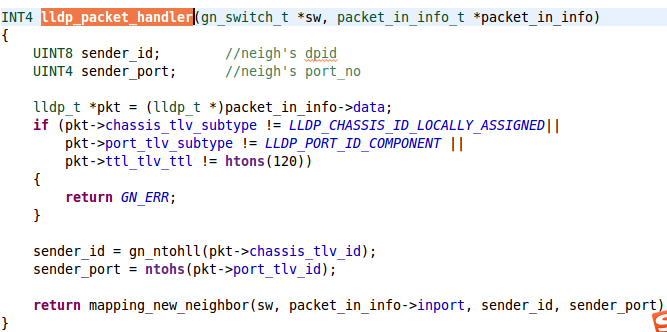 INT4 lldp_packet_handler(gn_switch_t *sw, packet_in_info_t *packet_in_info)
{
    UINT8 sender_id;        //neigh's dpid
    UINT4 sender_port;      //neigh's port_no

    lldp_t *pkt = (lldp_t *)packet_in_info->data;
    if (pkt->chassis_tlv_subtype != LLDP_CHASSIS_ID_LOCALLY_ASSIGNED||
        pkt->port_tlv_subtype != LLDP_PORT_ID_COMPONENT ||
        pkt->ttl_tlv_ttl != htons(120))
    {
        return GN_ERR;
    }

    sender_id = gn_ntohll(pkt->chassis_tlv_id);
    sender_port = ntohs(pkt->port_tlv_id);

    return mapping_new_neighbor(sw, packet_in_info->inport, sender_id, sender_port)
}